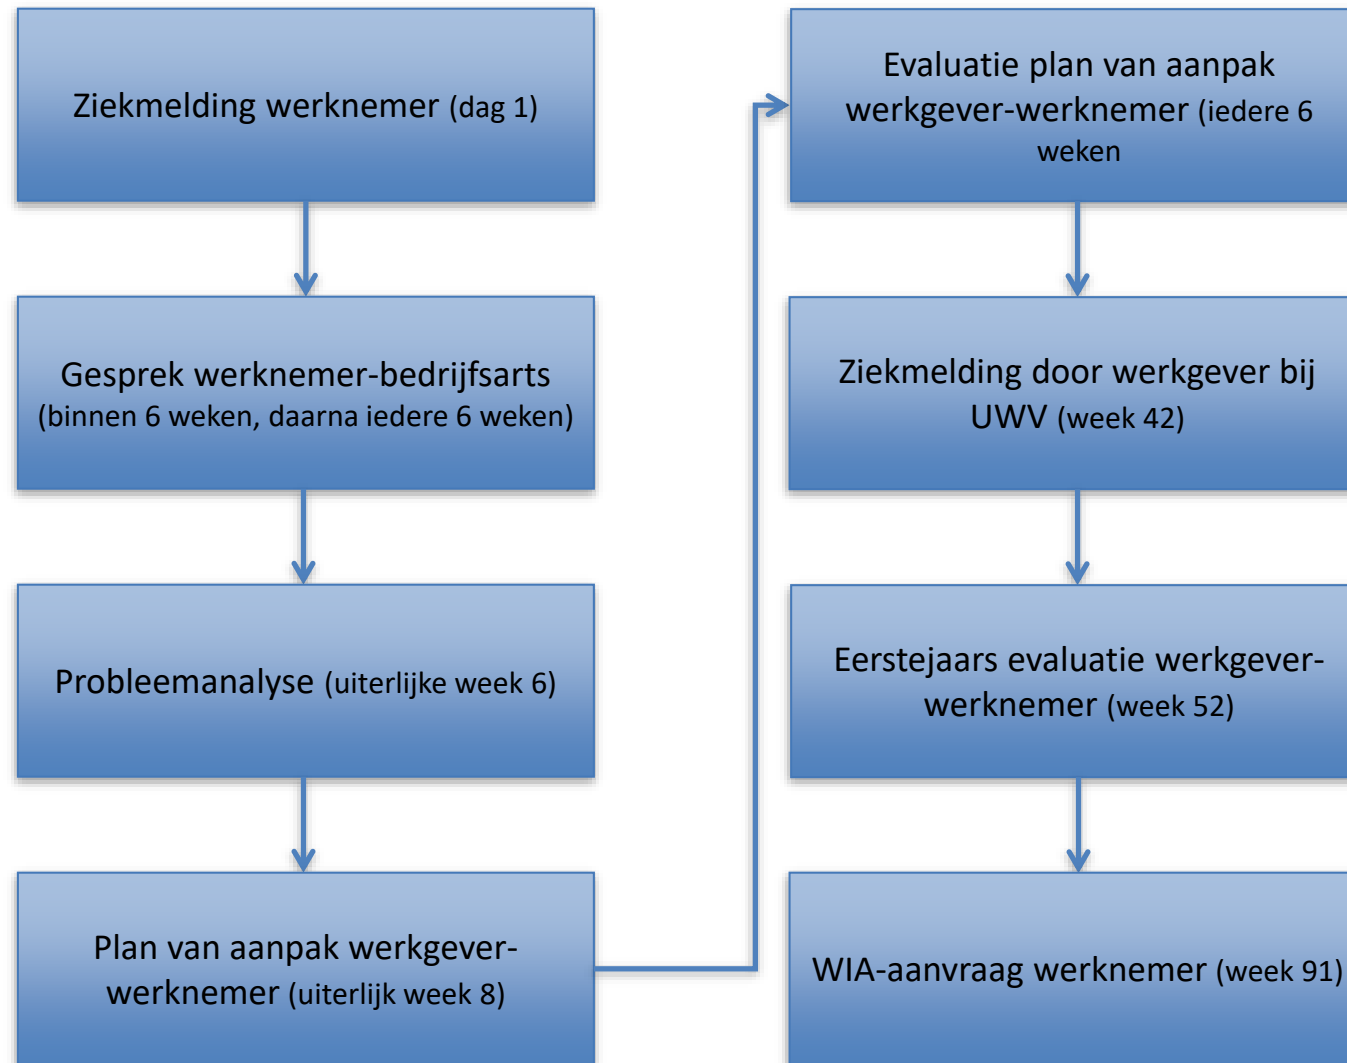 Ziekmelding werknemer (dag 1)
Gesprek werknemer-bedrijfsarts
(binnen 6 weken, daarna iedere 6 weken)
Probleemanalyse (uiterlijke week 6)
Plan van aanpak werkgever-
werknemer (uiterlijk week 8)
Evaluatie plan van aanpak
werkgever-werknemer (iedere 6
weken
Ziekmelding door werkgever bij
UWV (week 42)
Eerstejaars evaluatie werkgever-
werknemer (week 52)
WIA-aanvraag werknemer (week 91)